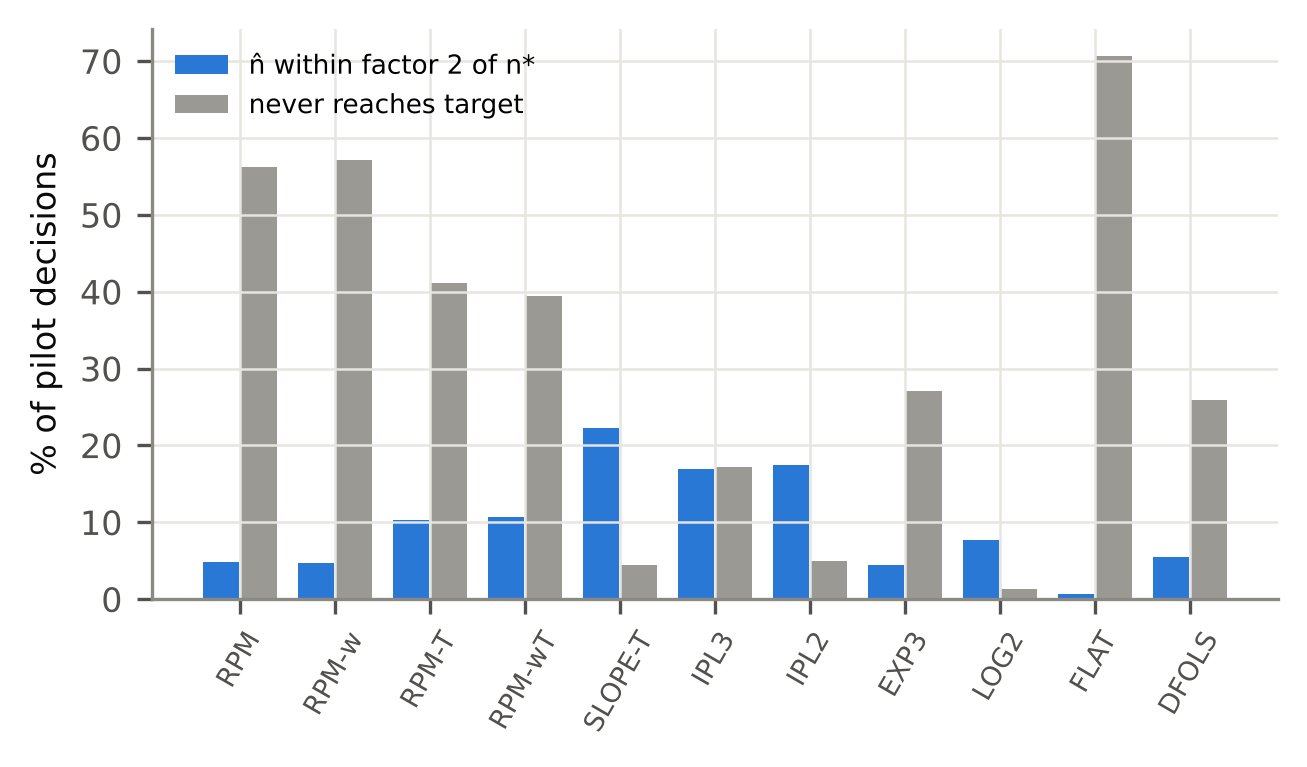 n̂ within factor 2 of n*
never reaches target
% of pilot decisions
70
60
50
40
30
20
10
0
RPM
RPM-w
RPM-T
RPM-wT
SLOPE-T
IPL3
IPL2
EXP3
LOG2
FLAT
DFOLS